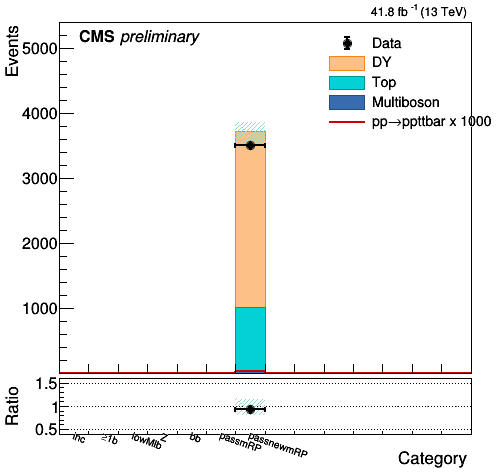 41.8 fb⁻¹ (13 TeV)
CMS preliminary
Events
5000
4000
3000
2000
1000
Data
DY
Top
Multiboson
pp→ppttbar x 1000
Ratio
1.5
1
0.5
inc ≥1b lowMlb Z bb passmRP passnewmRP
Category